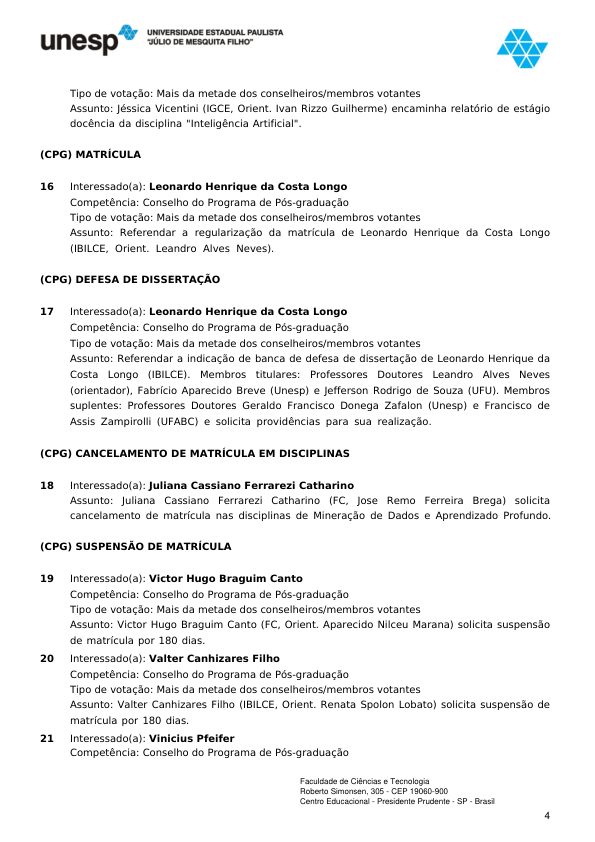 unesp
UNIVERSIDADE ESTADUAL PAULISTA
"JÚLIO DE MESQUITA FILHO"
Tipo de votação: Mais da metade dos conselheiros/membros votantes
Assunto: Jéssica Vicentini (IGCE, Orient. Ivan Rizzo Guilherme) encaminha relatório de estágio
docência da disciplina "Inteligência Artificial".
(CPG) MATRÍCULA
16 Interessado(a): Leonardo Henrique da Costa Longo
Competência: Conselho do Programa de Pós-graduação
Tipo de votação: Mais da metade dos conselheiros/membros votantes
Assunto: Referendar a regularização da matrícula de Leonardo Henrique da Costa Longo
(IBILCE, Orient. Leandro Alves Neves).
(CPG) DEFESA DE DISSERTAÇÃO
17 Interessado(a): Leonardo Henrique da Costa Longo
Competência: Conselho do Programa de Pós-graduação
Tipo de votação: Mais da metade dos conselheiros/membros votantes
Assunto: Referendar a indicação de banca de defesa de dissertação de Leonardo Henrique da
Costa Longo (IBILCE). Membros titulares: Professores Doutores Leandro Alves Neves
(orientador), Fabrício Aparecido Breve (Unesp) e Jefferson Rodrigo de Souza (UFU). Membros
suplentes: Professores Doutores Geraldo Francisco Donega Zafalon (Unesp) e Francisco de
Assis Zampirolli (UFABC) e solicita providências para sua realização.
(CPG) CANCELAMENTO DE MATRÍCULA EM DISCIPLINAS
18 Interessado(a): Juliana Cassiano Ferrarezi Catharino
Assunto: Juliana Cassiano Ferrarezi Catharino (FC, Jose Remo Ferreira Brega) solicita
cancelamento de matrícula nas disciplinas de Mineração de Dados e Aprendizado Profundo.
(CPG) SUSPENSÃO DE MATRÍCULA
19 Interessado(a): Victor Hugo Braguim Canto
Competência: Conselho do Programa de Pós-graduação
Tipo de votação: Mais da metade dos conselheiros/membros votantes
Assunto: Victor Hugo Braguim Canto (FC, Orient. Aparecido Nilceu Marana) solicita suspensão
de matrícula por 180 dias.
20 Interessado(a): Valter Canhizares Filho
Competência: Conselho do Programa de Pós-graduação
Tipo de votação: Mais da metade dos conselheiros/membros votantes
Assunto: Valter Canhizares Filho (IBILCE, Orient. Renata Spolon Lobato) solicita suspensão de
matrícula por 180 dias.
21 Interessado(a): Vinicius Pfeifer
Competência: Conselho do Programa de Pós-graduação
Faculdade de Ciências e Tecnologia
Roberto Simonsen, 305 - CEP 19060-900
Centro Educacional - Presidente Prudente - SP - Brasil
4